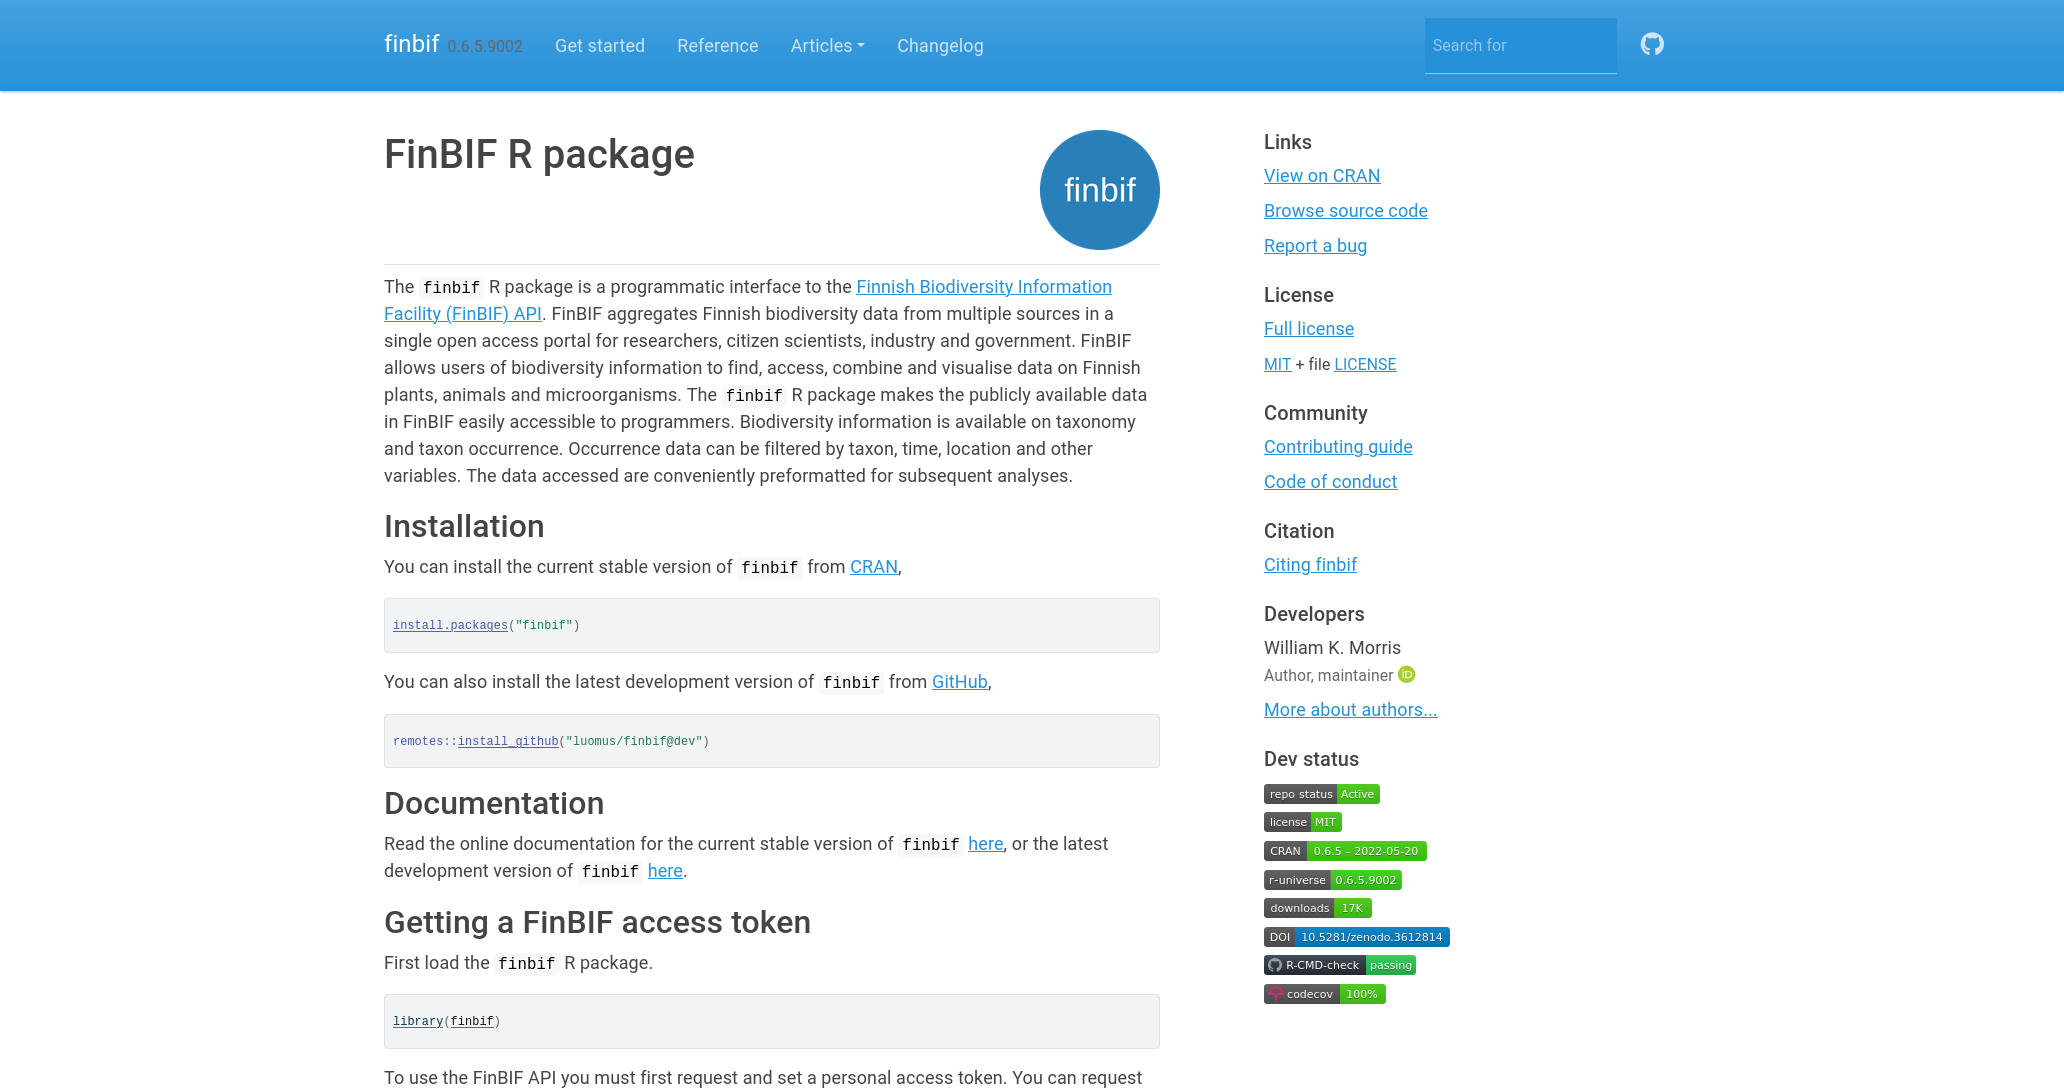 finbif 0.6.5.9002 Get started Reference Articles Changelog Search for
FinBIF R package
finbif
The finbif R package is a programmatic interface to the Finnish Biodiversity Information
Facility (FinBIF) API. FinBIF aggregates Finnish biodiversity data from multiple sources in a
single open access portal for researchers, citizen scientists, industry and government. FinBIF
allows users of biodiversity information to find, access, combine and visualise data on Finnish
plants, animals and microorganisms. The finbif R package makes the publicly available data
in FinBIF easily accessible to programmers. Biodiversity information is available on taxonomy
and taxon occurrence. Occurrence data can be filtered by taxon, time, location and other
variables. The data accessed are conveniently preformatted for subsequent analyses.
Installation
You can install the current stable version of finbif from CRAN,
install.packages("finbif")
You can also install the latest development version of finbif from GitHub,
remotes::install_github("luomus/finbif@dev")
Documentation
Read the online documentation for the current stable version of finbif here, or the latest
development version of finbif here.
Getting a FinBIF access token
First load the finbif R package.
library(finbif)
To use the FinBIF API you must first request and set a personal access token. You can request
Links
View on CRAN
Browse source code
Report a bug
License
Full license
MIT + file LICENSE
Community
Contributing guide
Code of conduct
Citation
Citing finbif
Developers
William K. Morris
Author, maintainer iD
More about authors...
Dev status
repo status Active
license MIT
CRAN 0.6.5 – 2022-05-20
r-universe 0.6.5.9002
downloads 17K
DOI 10.5281/zenodo.3612814
R-CMD-check passing
codecov 100%